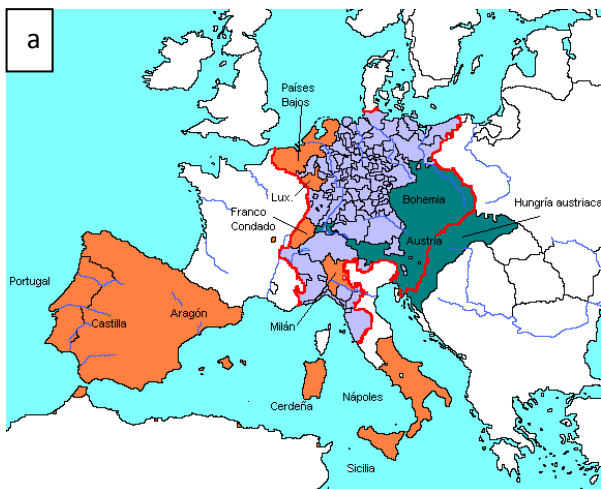 a
Países
Bajos
Lux.
Franco
Condado
Bohemia
Hungría austriaca
Austria
Portugal
Castilla
Aragón
Milán
Cerdeña
Nápoles
Sicilia